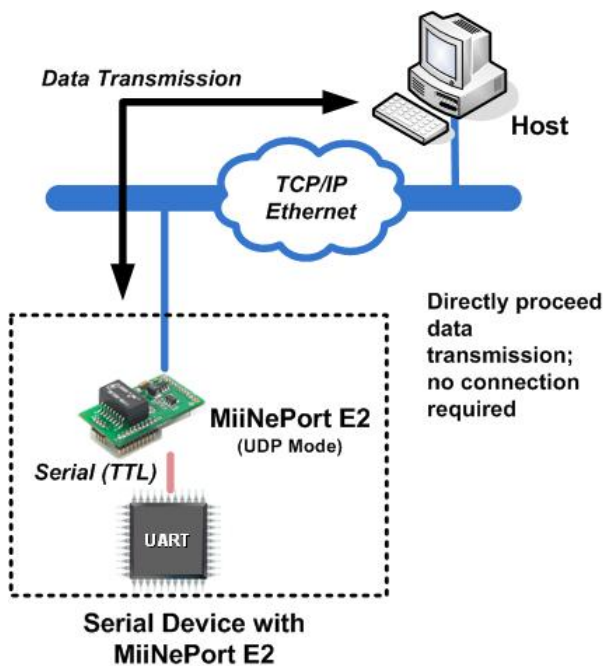 Data Transmission
Host
TCP/IP
Ethernet
Directly proceed
data
transmission;
no connection
required
MiiNePort E2
(UDP Mode)
Serial (TTL)
UART
Serial Device with
MiiNePort E2